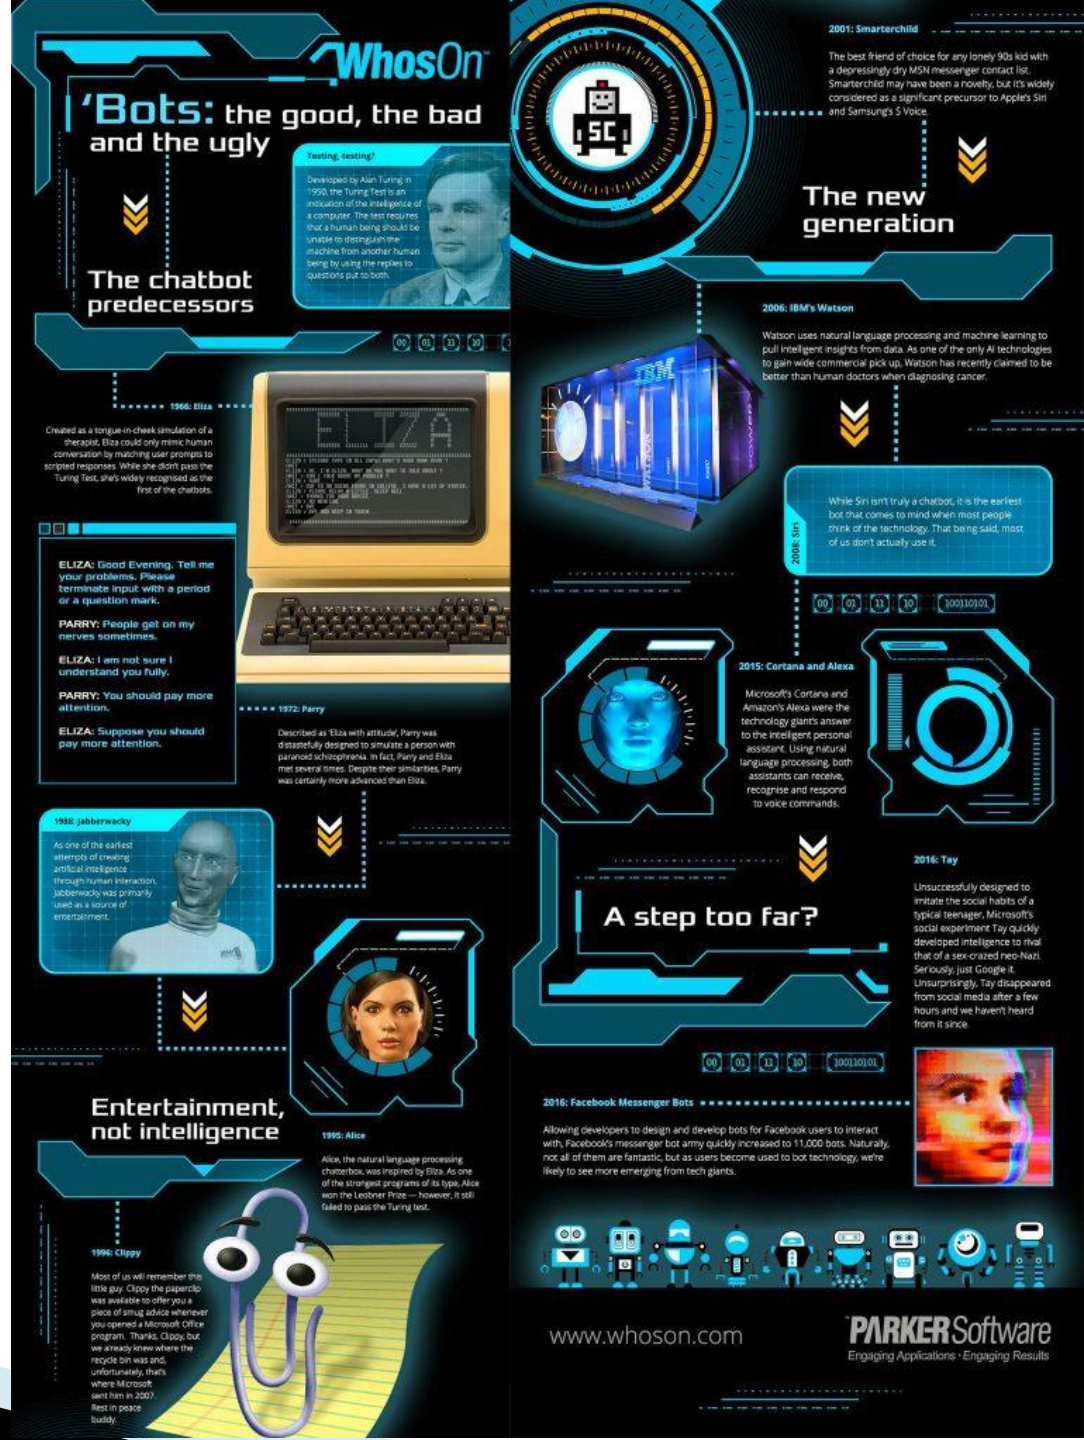 WhosOn
'Bots: the good, the bad
and the ugly
Testing, testing?
Developed by Alan Turing in
1950, the Turing Test is an
indication of the intelligence of
a computer. The test requires
that a human being should be
unable to distinguish the
machine from another human
being by using the replies to
questions put to both.
The chatbot
predecessors
00 01 11 10
1966: Eliza
Created as a tongue-in-cheek simulation of a
therapist, Eliza could only mimic human
conversation by matching user prompts to
scripted responses. While she didn't pass the
Turing Test, she's widely recognised as the
first of the chatbots.
ELIZA
ELIZA: Good Evening. Tell me
your problems. Please
terminate input with a period
or a question mark.
PARRY: People get on my
nerves sometimes.
ELIZA: I am not sure I
understand you fully.
PARRY: You should pay more
attention.
ELIZA: Suppose you should
pay more attention.
1972: Parry
Described as 'Eliza with attitude', Parry was
distastefully designed to simulate a person with
paranoid schizophrenia. In fact, Parry and Eliza
met several times. Despite their similarities, Parry
was certainly more advanced than Eliza.
1988: Jabberwacky
As one of the earliest
attempts of creating
artificial intelligence
through human interaction,
Jabberwacky was primarily
used as a source of
entertainment.
Entertainment,
not intelligence
1995: Alice
Alice, the natural language processing
chatterbox, was inspired by Eliza. As one
of the strongest programs of its type, Alice
won the Leobner Prize — however, it still
failed to pass the Turing test.
1996: Clippy
Most of us will remember this
little guy. Clippy the paperclip
was available to offer you a
piece of smug advice whenever
you opened a Microsoft Office
program. Thanks, Clippy, but
we already knew where the
recycle bin was and,
unfortunately, that's
where Microsoft
sent him in 2007.
Rest in peace
buddy.
SC
2001: Smarterchild
The best friend of choice for any lonely 90s kid with
a depressingly dry MSN messenger contact list.
Smarterchild may have been a novelty, but it's widely
considered as a significant precursor to Apple's Siri
and Samsung's S Voice.
The new
generation
2006: IBM's Watson
Watson uses natural language processing and machine learning to
pull intelligent insights from data. As one of the only AI technologies
to gain wide commercial pick up, Watson has recently claimed to be
better than human doctors when diagnosing cancer.
IBM
WATSON
POWER
2008: Siri
While Siri isn't truly a chatbot, it is the earliest
bot that comes to mind when most people
think of the technology. That being said, most
of us don't actually use it.
00 01 11 10 100110101
2015: Cortana and Alexa
Microsoft's Cortana and
Amazon's Alexa were the
technology giant's answer
to the intelligent personal
assistant. Using natural
language processing, both
assistants can receive,
recognise and respond
to voice commands.
A step too far?
2016: Tay
Unsuccessfully designed to
imitate the social habits of a
typical teenager, Microsoft's
social experiment Tay quickly
developed intelligence to rival
that of a sex-crazed neo-Nazi.
Seriously, just Google it.
Unsurprisingly, Tay disappeared
from social media after a few
hours and we haven't heard
from it since.
00 01 11 10 100110101
2016: Facebook Messenger Bots
Allowing developers to design and develop bots for Facebook users to interact
with, Facebook's messenger bot army quickly increased to 11,000 bots. Naturally,
not all of them are fantastic, but as users become used to bot technology, we're
likely to see more emerging from tech giants.
www.whoson.com
PARKER Software
Engaging Applications · Engaging Results